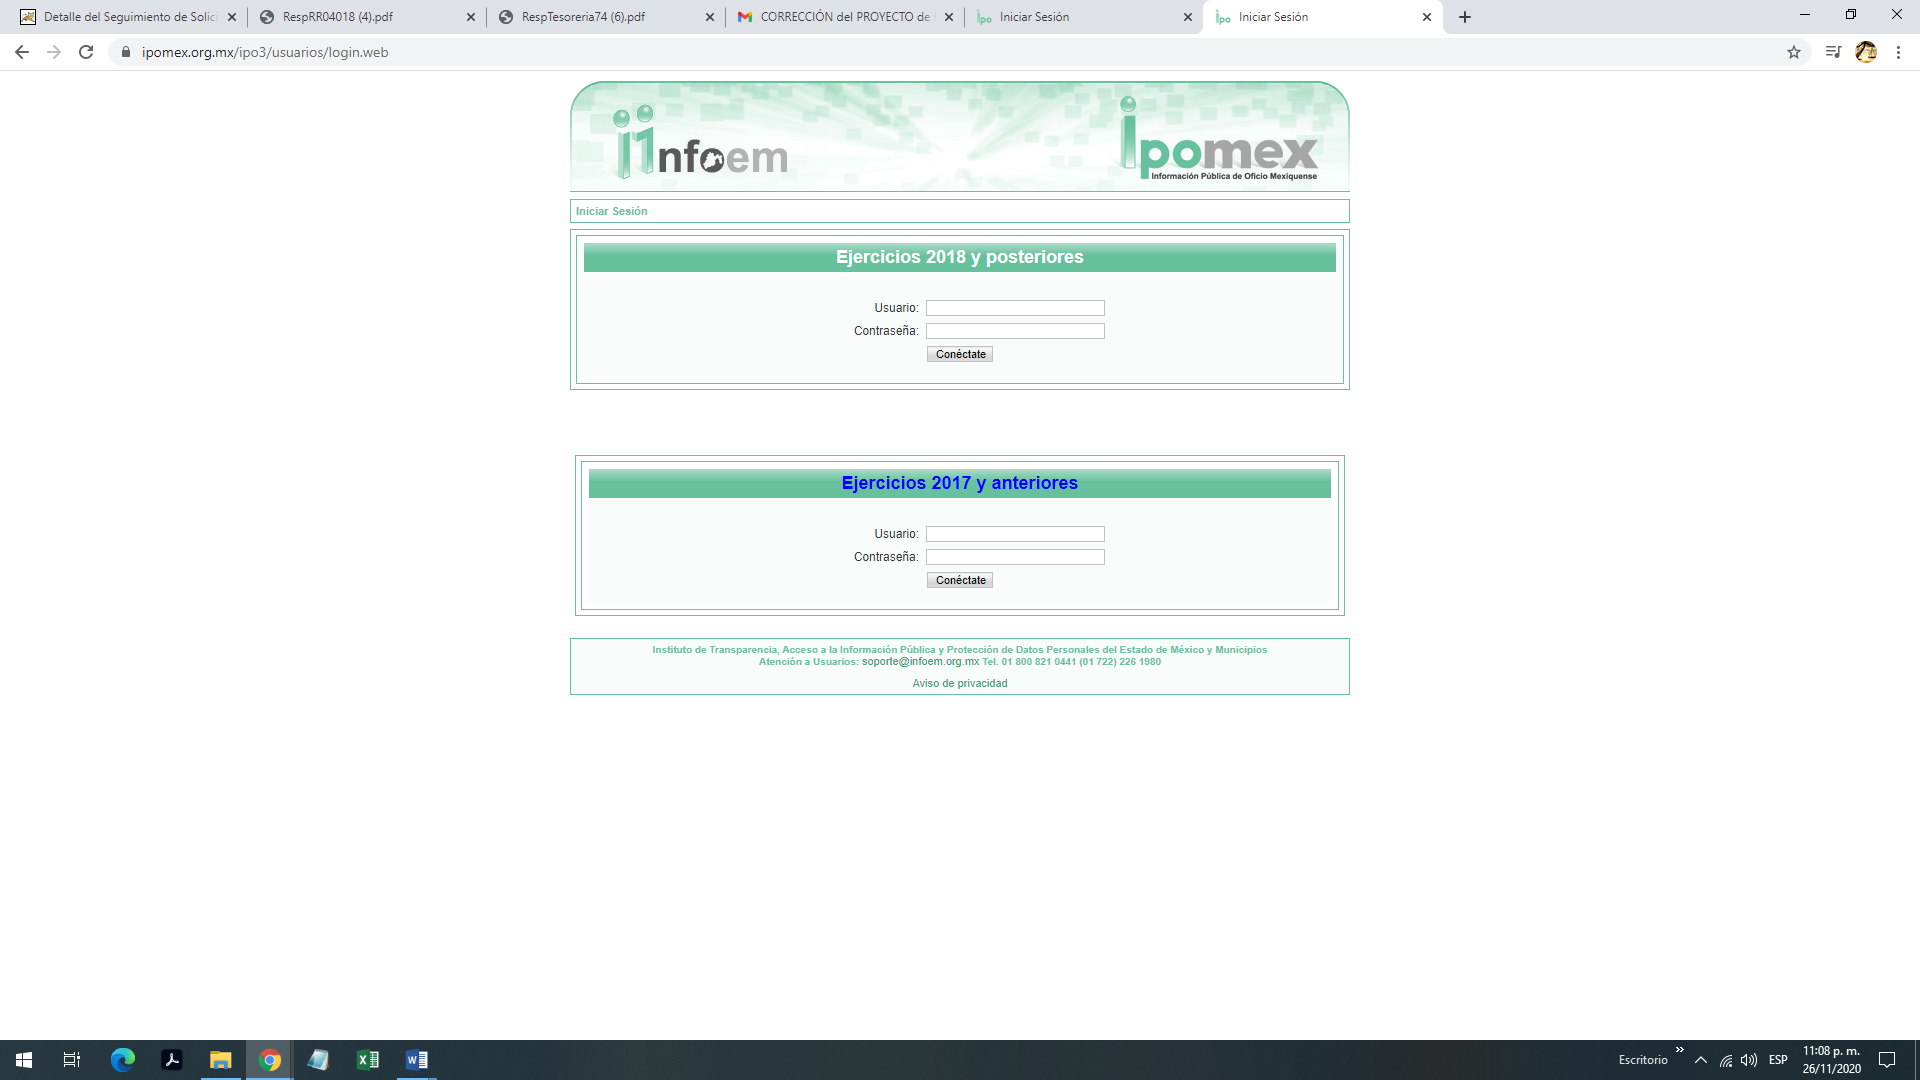 Detalle del Seguimiento de Solici
RespRR04018 (4).pdf
RespTesoreria74 (6).pdf
CORRECCIÓN del PROYECTO de
Iniciar Sesión
Iniciar Sesión
ipomex.org.mx/ipo3/usuarios/login.web
infoem
ipomex
Información Pública de Oficio Mexiquense
Iniciar Sesión
Ejercicios 2018 y posteriores
Usuario:
Contraseña:
Conéctate
Ejercicios 2017 y anteriores
Usuario:
Contraseña:
Conéctate
Instituto de Transparencia, Acceso a la Información Pública y Protección de Datos Personales del Estado de México y Municipios
Atención a Usuarios: soporte@infoem.org.mx Tel. 01 800 821 0441 (01 722) 226 1980
Aviso de privacidad
Escritorio
ESP
11:08 p. m.
26/11/2020